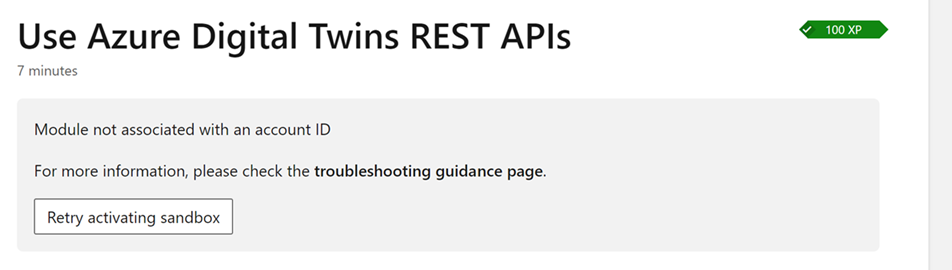 Use Azure Digital Twins REST APIs
100 XP
7 minutes
Module not associated with an account ID
For more information, please check the troubleshooting guidance page.
Retry activating sandbox